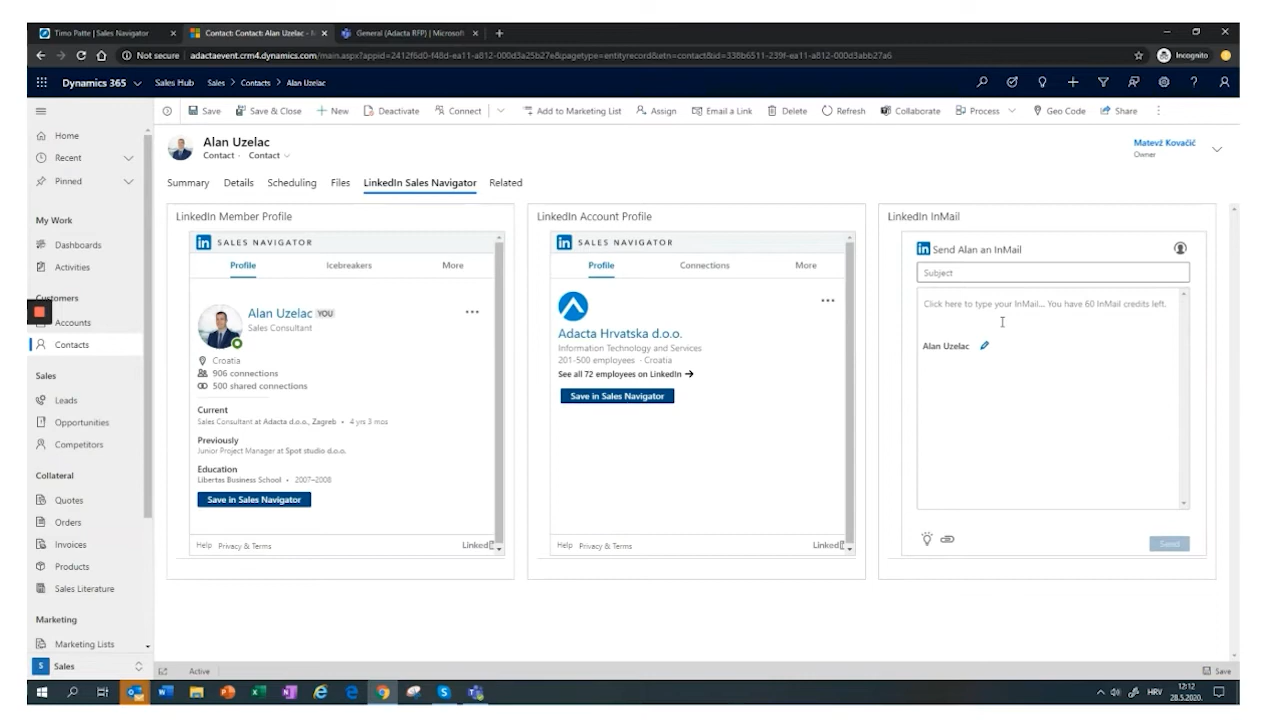 Timo Patte | Sales Navigator
Contact: Contact: Alan Uzelac - M
General (Adacta RFP) | Microsoft
Not secure | adactaevent.crm4.dynamics.com/main.aspx?appid=2412f6d0-f48d-ea11-a812-000d3a25b27e&pagetype=entityrecord&etn=contact&id=338b6511-239f-ea11-a812-000d3abb27a6
Incognito
Dynamics 365
Sales Hub
Sales > Contacts > Alan Uzelac
Save
Save & Close
New
Deactivate
Connect
Add to Marketing List
Assign
Email a Link
Delete
Refresh
Collaborate
Process
Geo Code
Share
Home
Recent
Pinned
My Work
Dashboards
Activities
Customers
Accounts
Contacts
Sales
Leads
Opportunities
Competitors
Collateral
Quotes
Orders
Invoices
Products
Sales Literature
Marketing
Marketing Lists
S Sales
Alan Uzelac
Contact · Contact
Matevž Kovačič
Owner
Summary
Details
Scheduling
Files
LinkedIn Sales Navigator
Related
LinkedIn Member Profile
in SALES NAVIGATOR
Profile
Icebreakers
More
Alan Uzelac YOU
Sales Consultant
Croatia
906 connections
500 shared connections
Current
Sales Consultant at Adacta d.o.o., Zagreb • 4 yrs 3 mos
Previously
Junior Project Manager at Spot studio d.o.o.
Education
Libertas Business School • 2007–2008
Save in Sales Navigator
Help Privacy & Terms
Linked
LinkedIn Account Profile
in SALES NAVIGATOR
Profile
Connections
More
Adacta Hrvatska d.o.o.
Information Technology and Services
201-500 employees · Croatia
See all 72 employees on LinkedIn →
Save in Sales Navigator
Help Privacy & Terms
Linked
LinkedIn InMail
in Send Alan an InMail
Subject
Click here to type your InMail... You have 60 InMail credits left.
Alan Uzelac
Send
Active
Save
HRV
12:12
28.5.2020.